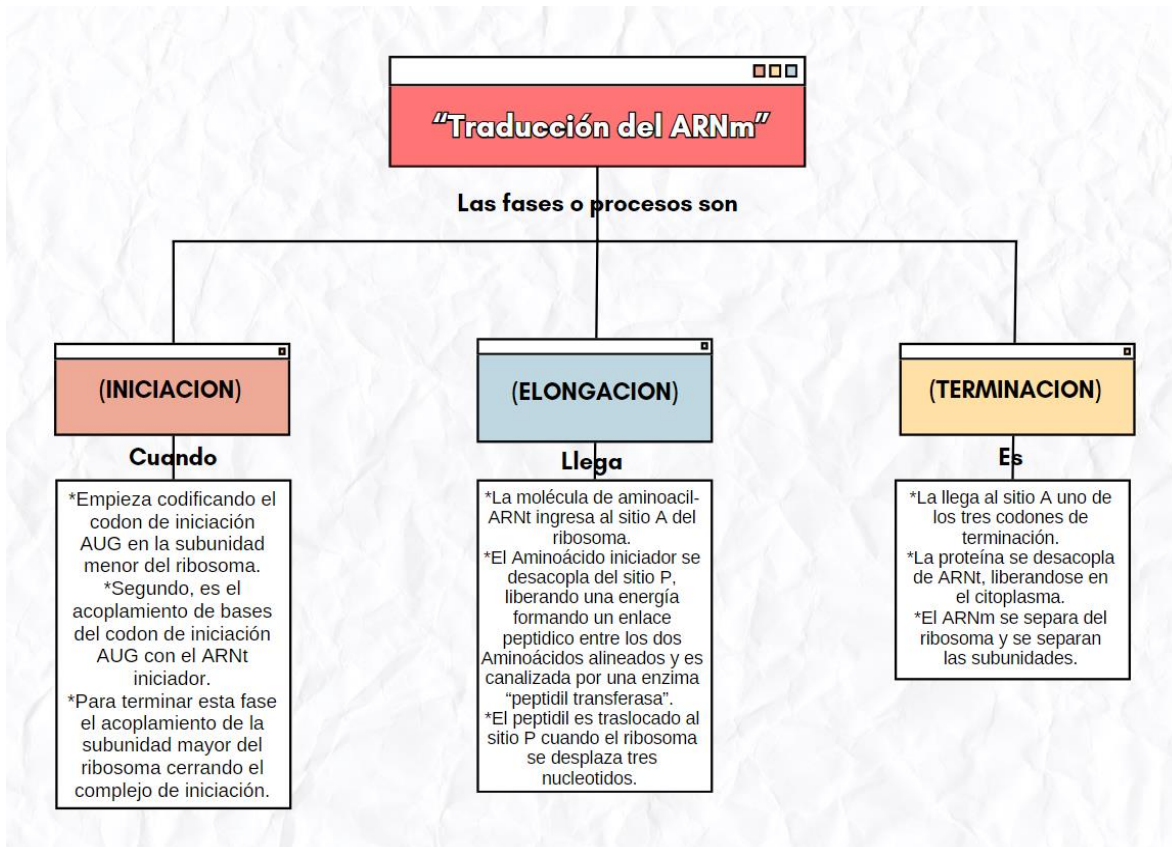 “Traducción del ARNm”
Las fases o procesos son
(INICIACION)
Cuando
*Empieza codificando el
codon de iniciación
AUG en la subunidad
menor del ribosoma.
*Segundo, es el
acoplamiento de bases
del codon de iniciación
AUG con el ARNt
iniciador.
*Para terminar esta fase
el acoplamiento de la
subunidad mayor del
ribosoma cerrando el
complejo de iniciación.
(ELONGACION)
Llega
*La molécula de aminoacil-
ARNt ingresa al sitio A del
ribosoma.
*El Aminoácido iniciador se
desacopla del sitio P,
liberando una energía
formando un enlace
peptidico entre los dos
Aminoácidos alineados y es
canalizada por una enzima
“peptidil transferasa”.
*El peptidil es traslocado al
sitio P cuando el ribosoma
se desplaza tres
nucleotidos.
(TERMINACION)
Es
*La llega al sitio A uno de
los tres codones de
terminación.
*La proteína se desacopla
de ARNt, liberandose en
el citoplasma.
*El ARNm se separa del
ribosoma y se separan
las subunidades.